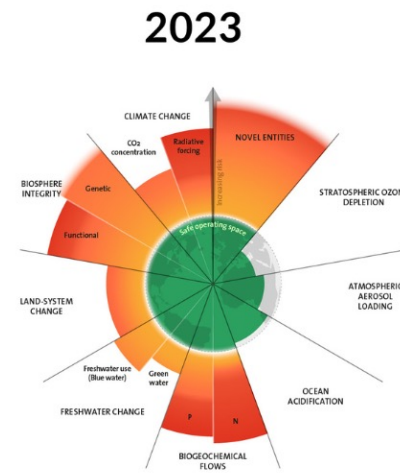 2023
CLIMATE CHANGE
CO₂
concentration
Radiative
forcing
NOVEL ENTITIES
Increasing risk
BIOSPHERE
INTEGRITY
Genetic
Functional
STRATOSPHERIC OZO
DEPLETION
Safe operating space
ATMOSPHERIC
AEROSOL
LOADING
LAND-SYSTEM
CHANGE
Freshwater use
(Blue water)
Green
water
FRESHWATER CHANGE
P
N
OCEAN
ACIDIFICATION
BIOGEOCHEMICAL
FLOWS